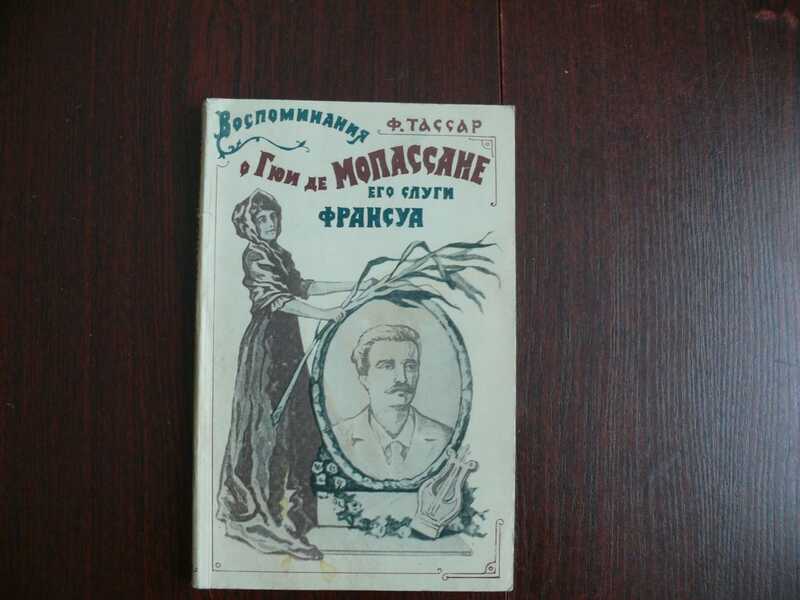 Воспоминания
Ф. ТАССАР
о Гюи де МОПАССАНЕ
ЕГО СЛУГИ
ФРАНСУА